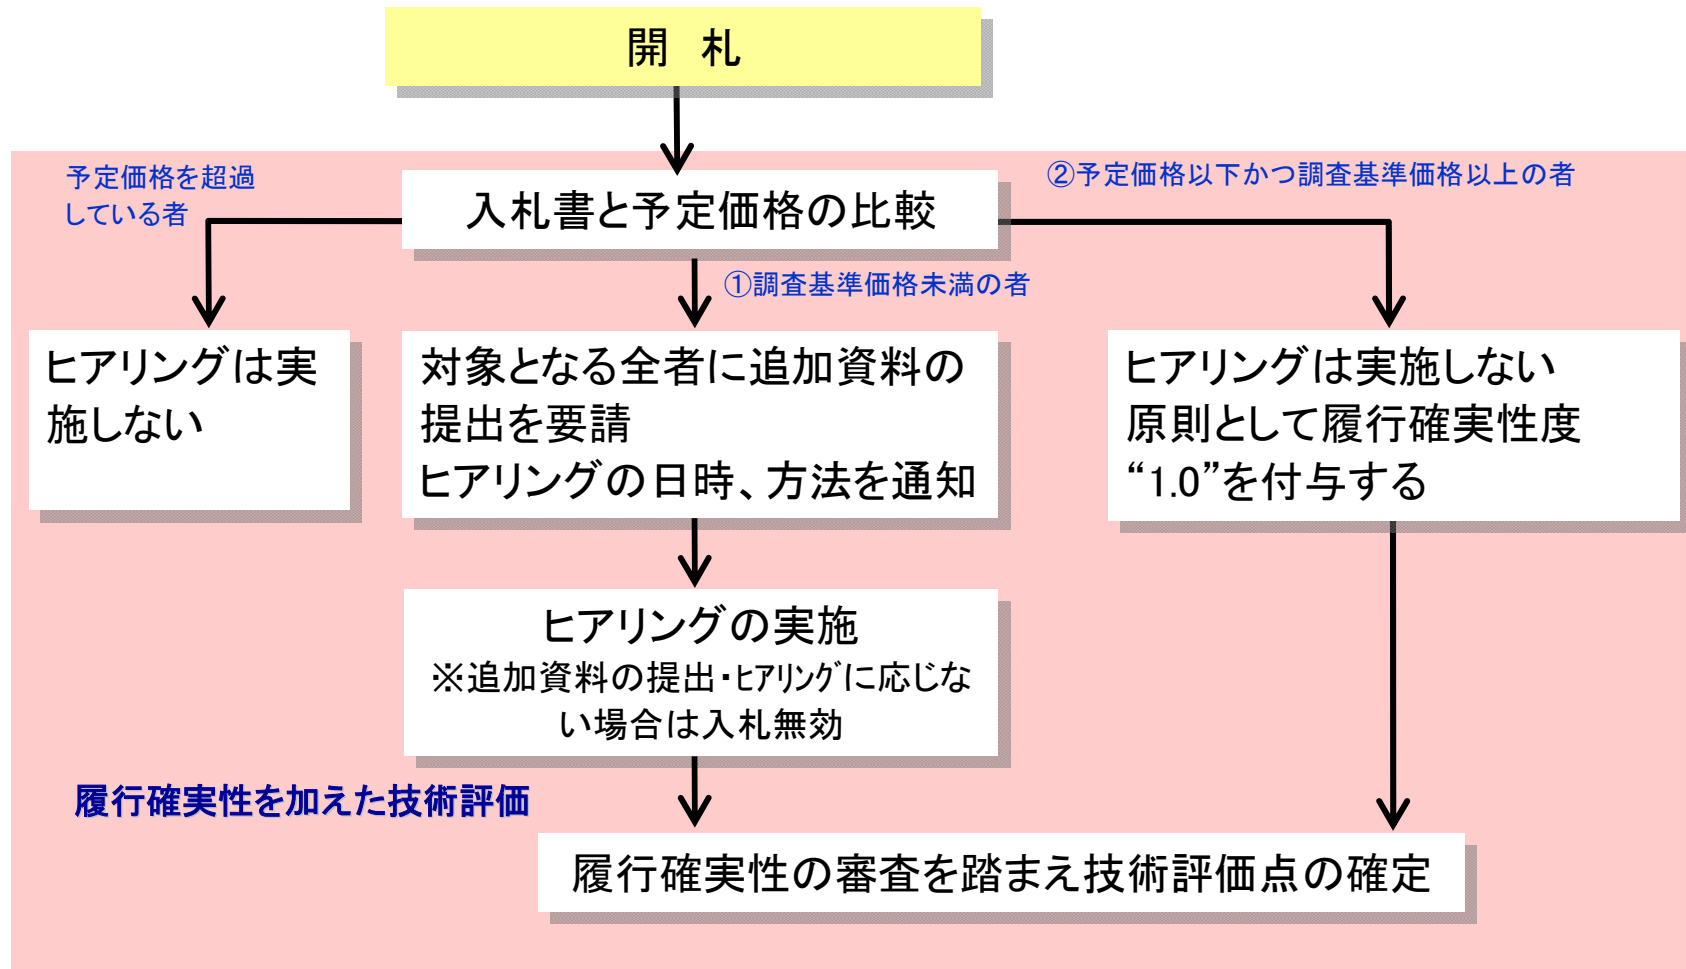 開 札
予定価格を超過
している者
入札書と予定価格の比較
②予定価格以下かつ調査基準価格以上の者
①調査基準価格未満の者
ヒアリングは実
施しない
対象となる全者に追加資料の
提出を要請
ヒアリングの日時、方法を通知
ヒアリングは実施しない
原則として履行確実性度
“1.0”を付与する
ヒアリングの実施
※追加資料の提出・ﾋｱﾘﾝｸﾞに応じな
い場合は入札無効
履行確実性を加えた技術評価
履行確実性の審査を踏まえ技術評価点の確定